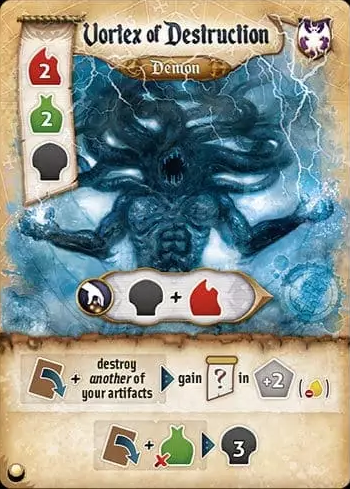 Vortex of Destruction
Demon
2
2
+
+ destroy
another of
your artifacts
gain ? in +2 (-)
+ 3